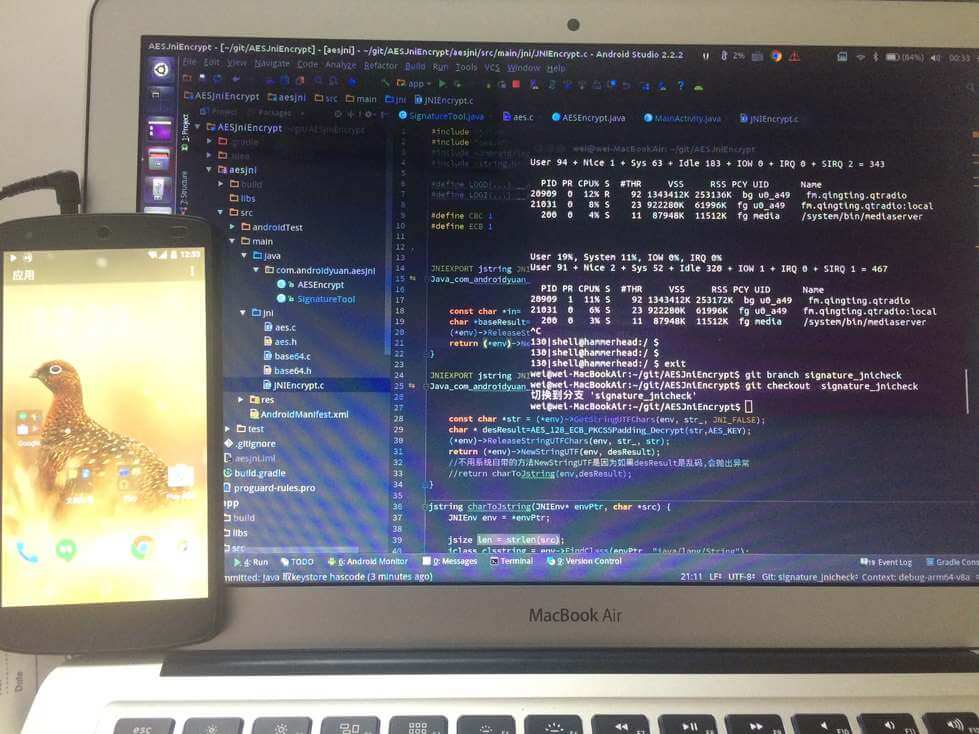 AESJniEncrypt - [~/git/AESJniEncrypt] - [aesjni] - ~/git/AESJniEncrypt/aesjni/src/main/jni/JNIEncrypt.c - Android Studio 2.2.2
2%
(84%)
00:33
File Edit View Navigate Code Analyze Refactor Build Run Tools VCS Window Help
app
AESJniEncrypt aesjni src main jni JNIEncrypt.c
Project Packages
SignatureTool.java aes.c AESEncrypt.java MainActivity.java JNIEncrypt.c
1: Project
7: Structure
AESJniEncrypt ~/git/AESJniEncrypt
.gradle
.idea
aesjni
build
libs
src
androidTest
main
java
com.androidyuan.aesjni
AESEncrypt
SignatureTool
jni
aes.c
aes.h
base64.c
base64.h
JNIEncrypt.c
res
AndroidManifest.xml
test
.gitignore
aesjni.iml
build.gradle
proguard-rules.pro
app
build
libs
src
#include
#include
#include
#include
#define LOGD(...)
#define LOGI(...)
#define CBC 1
#define ECB 1
JNIEXPORT jstring JNI
Java_com_androidyuan_
const char *in=
char *baseResult=
(*env)->ReleaseSt
return (*env)->Ne
}
JNIEXPORT jstring JNI
Java_com_androidyuan_
const char *str = (*env)->GetStringUTFChars(env, str_, JNI_FALSE);
char * desResult=AES_128_ECB_PKCS5Padding_Decrypt(str,AES_KEY);
(*env)->ReleaseStringUTFChars(env, str_, str);
return (*env)->NewStringUTF(env, desResult);
//不用系统自带的方法NewStringUTF是因为如果desResult是乱码,会抛出异常
//return charToJstring(env,desResult);
}
jstring charToJstring(JNIEnv* envPtr, char *src) {
JNIEnv env = *envPtr;
jsize len = strlen(src);
jclass clsstring = env->FindClass(envPtr, "java/lang/String");
wei@wei-MacBookAir: ~/git/AESJniEncrypt
User 94 + Nice 1 + Sys 63 + Idle 183 + IOW 0 + IRQ 0 + SIRQ 2 = 343
PID PR CPU% S #THR VSS RSS PCY UID Name
20909 0 12% R 92 1343412K 253136K bg u0_a49 fm.qingting.qtradio
21031 0 8% S 23 922280K 61996K fg u0_a49 fm.qingting.qtradio:local
200 0 4% S 11 87948K 11512K fg media /system/bin/mediaserver
User 19%, System 11%, IOW 0%, IRQ 0%
User 91 + Nice 2 + Sys 52 + Idle 320 + IOW 1 + IRQ 0 + SIRQ 1 = 467
PID PR CPU% S #THR VSS RSS PCY UID Name
20909 1 11% S 92 1343412K 253172K bg u0_a49 fm.qingting.qtradio
21031 0 6% S 23 922280K 61996K fg u0_a49 fm.qingting.qtradio:local
200 0 3% S 11 87948K 11512K fg media /system/bin/mediaserver
^C
130|shell@hammerhead:/ $
130|shell@hammerhead:/ $
130|shell@hammerhead:/ $ exit
wei@wei-MacBookAir:~/git/AESJniEncrypt$ git branch signature_jnicheck
wei@wei-MacBookAir:~/git/AESJniEncrypt$ git checkout signature_jnicheck
切换到分支 'signature_jnicheck'
wei@wei-MacBookAir:~/git/AESJniEncrypt$
4: Run TODO 6: Android Monitor 0: Messages Terminal 9: Version Control
Event Log Gradle Cons
mmitted: Java 取keystore hascode (3 minutes ago)
21:11 LF÷ UTF-8÷ Git: signature_jnicheck÷ Context: debug-arm64-v8a
12:33
应用
Google
MacBook Air
Date
esc
F10
F11